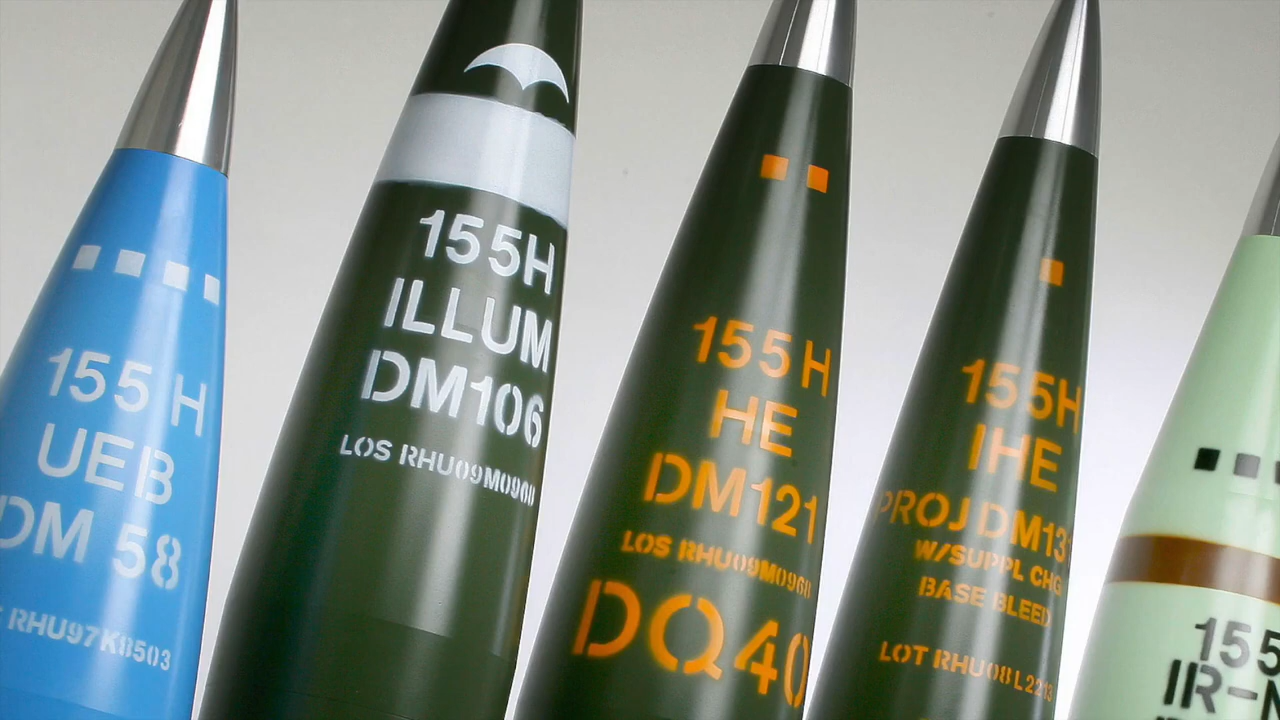 155 H
UEB
DM 58
RHU97K8503
155H
ILLUM
DM106
LOS RHU09M0960
155 H
HE
DM121
LOS RHU09M0960
DQ40
155H
IHE
PROJ DM131
W/SUPPL CHG
BASE BLEED
LOT
155
IR-